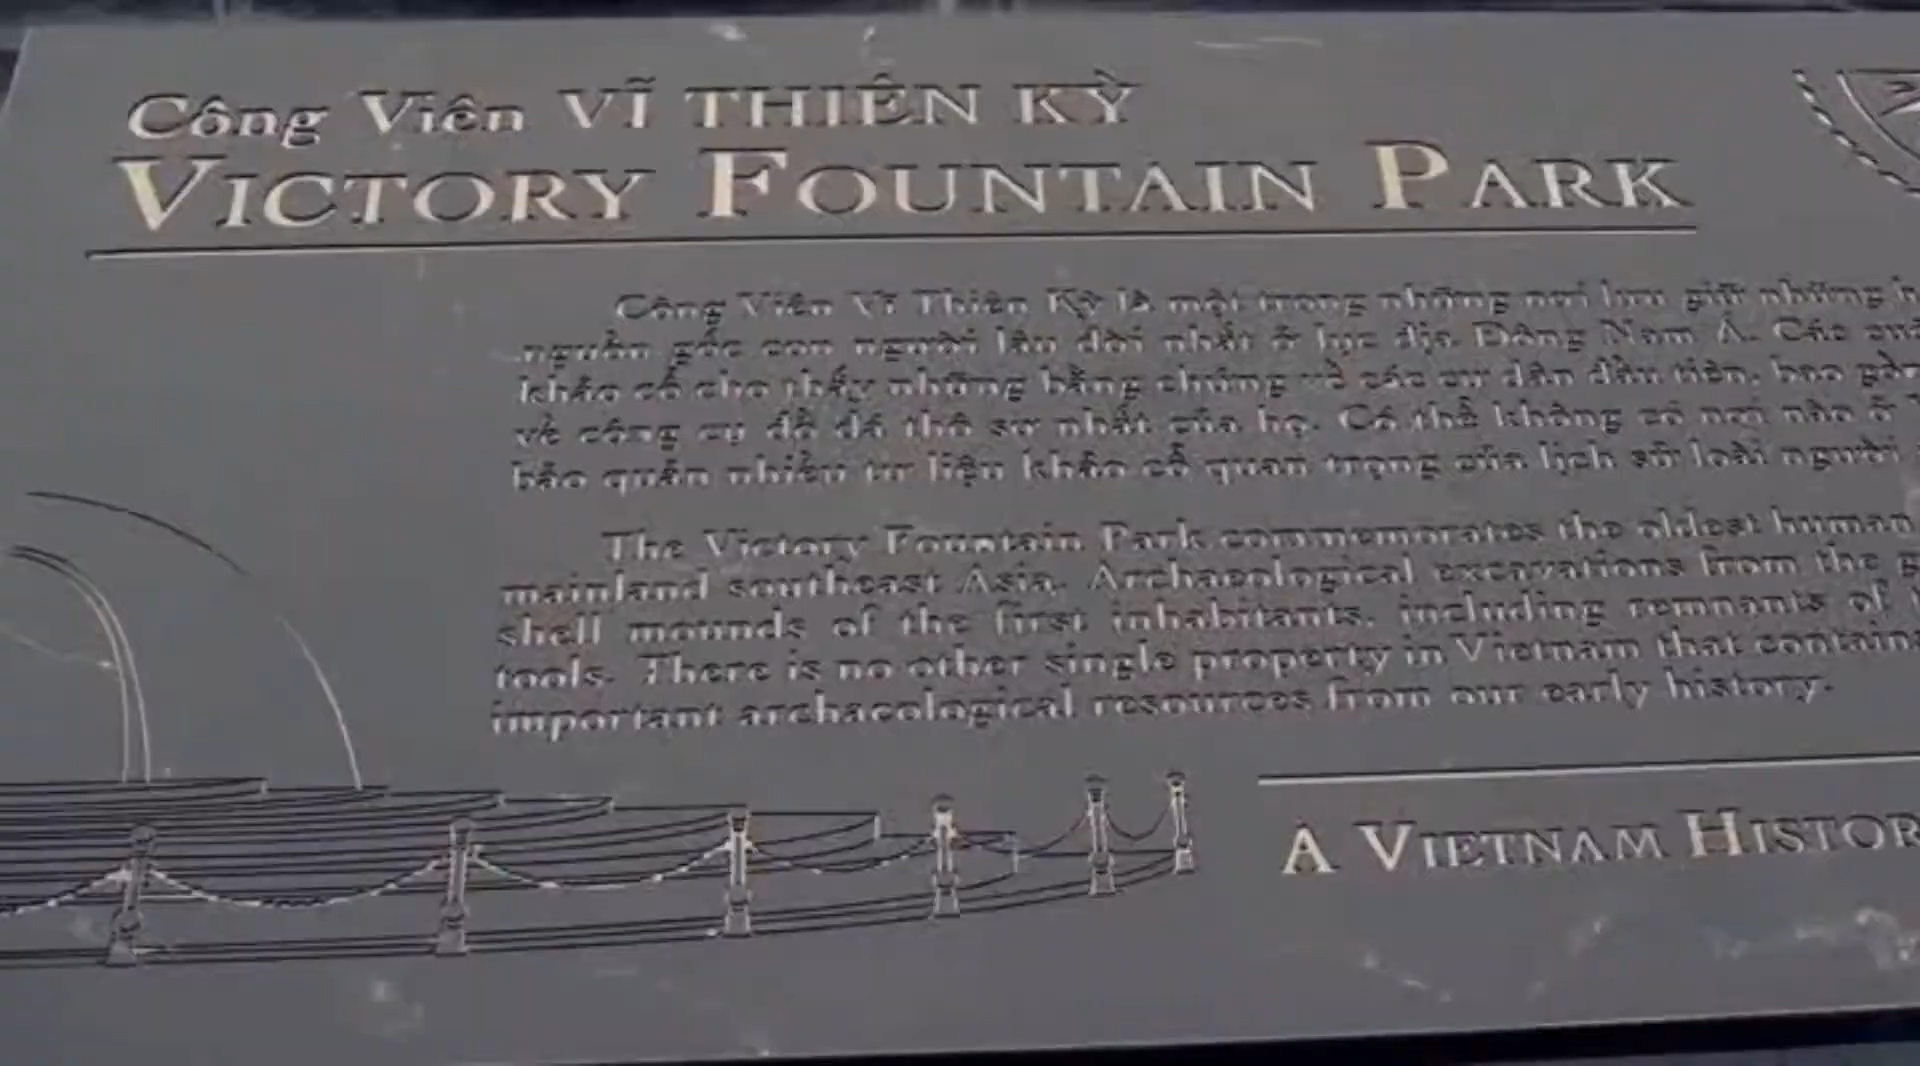 Công Viên VĨ THIÊN KỲ
VICTORY FOUNTAIN PARK
Công Viên Vĩ Thiên Kỳ là một trong những nơi lưu giữ những
nguồn gốc con người lâu đời nhất ở lục địa Đông Nam Á. Các
khảo cổ cho thấy những bằng chứng về các cư dân đầu tiên, bao
về công cụ đồ đá thô sơ nhất của họ. Có thể không có nơi nào ở
bảo quản nhiều tư liệu khảo cổ quan trọng của lịch sử loài người
The Victory Fountain Park commemorates the oldest human
mainland southeast Asia. Archaeological excavations from the
shell mounds of the first inhabitants, including remnants of
tools. There is no other single property in Vietnam that contains
important archaeological resources from our early history.
A VIETNAM HISTOR